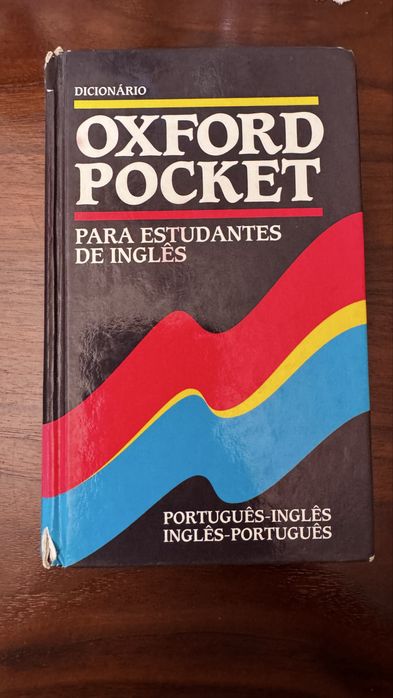 DICIONÁRIO
OXFORD
POCKET
PARA ESTUDANTES
DE INGLÊS
PORTUGUÊS-INGLÊS
INGLÊS-PORTUGUÊS